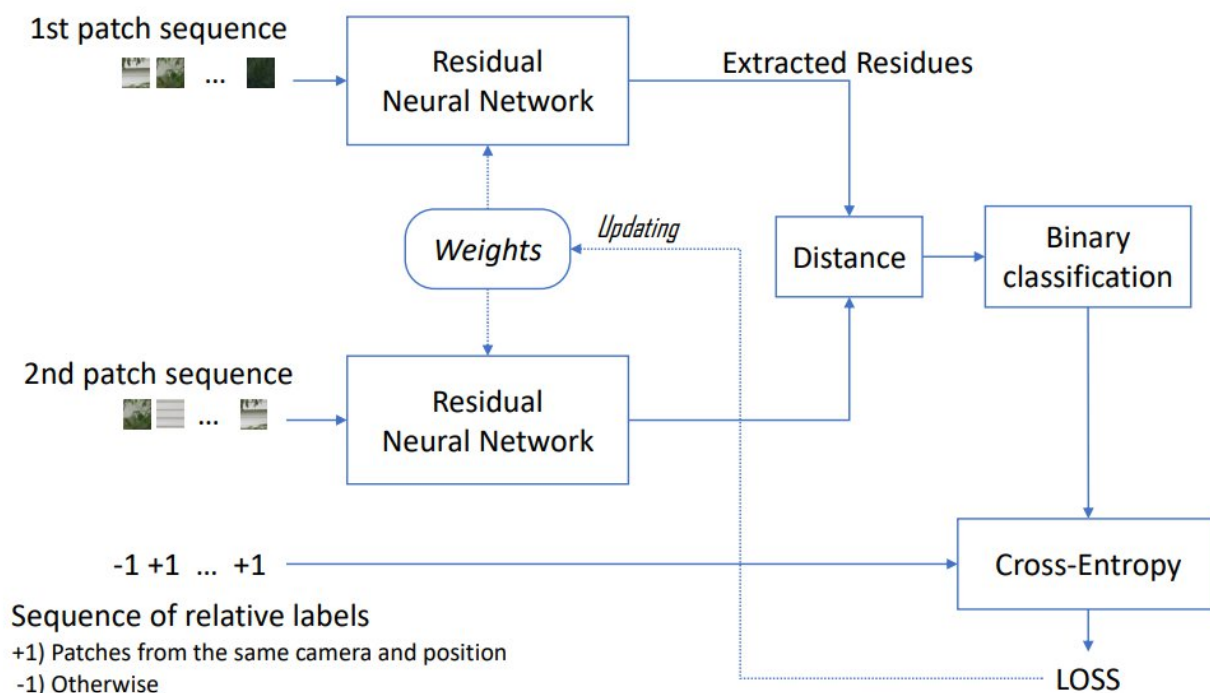 1st patch sequence
...
Residual
Neural Network
Extracted Residues
Weights
Updating
Distance
Binary
classification
2nd patch sequence
...
Residual
Neural Network
-1 +1 ... +1
Cross-Entropy
Sequence of relative labels
+1) Patches from the same camera and position
-1) Otherwise
LOSS